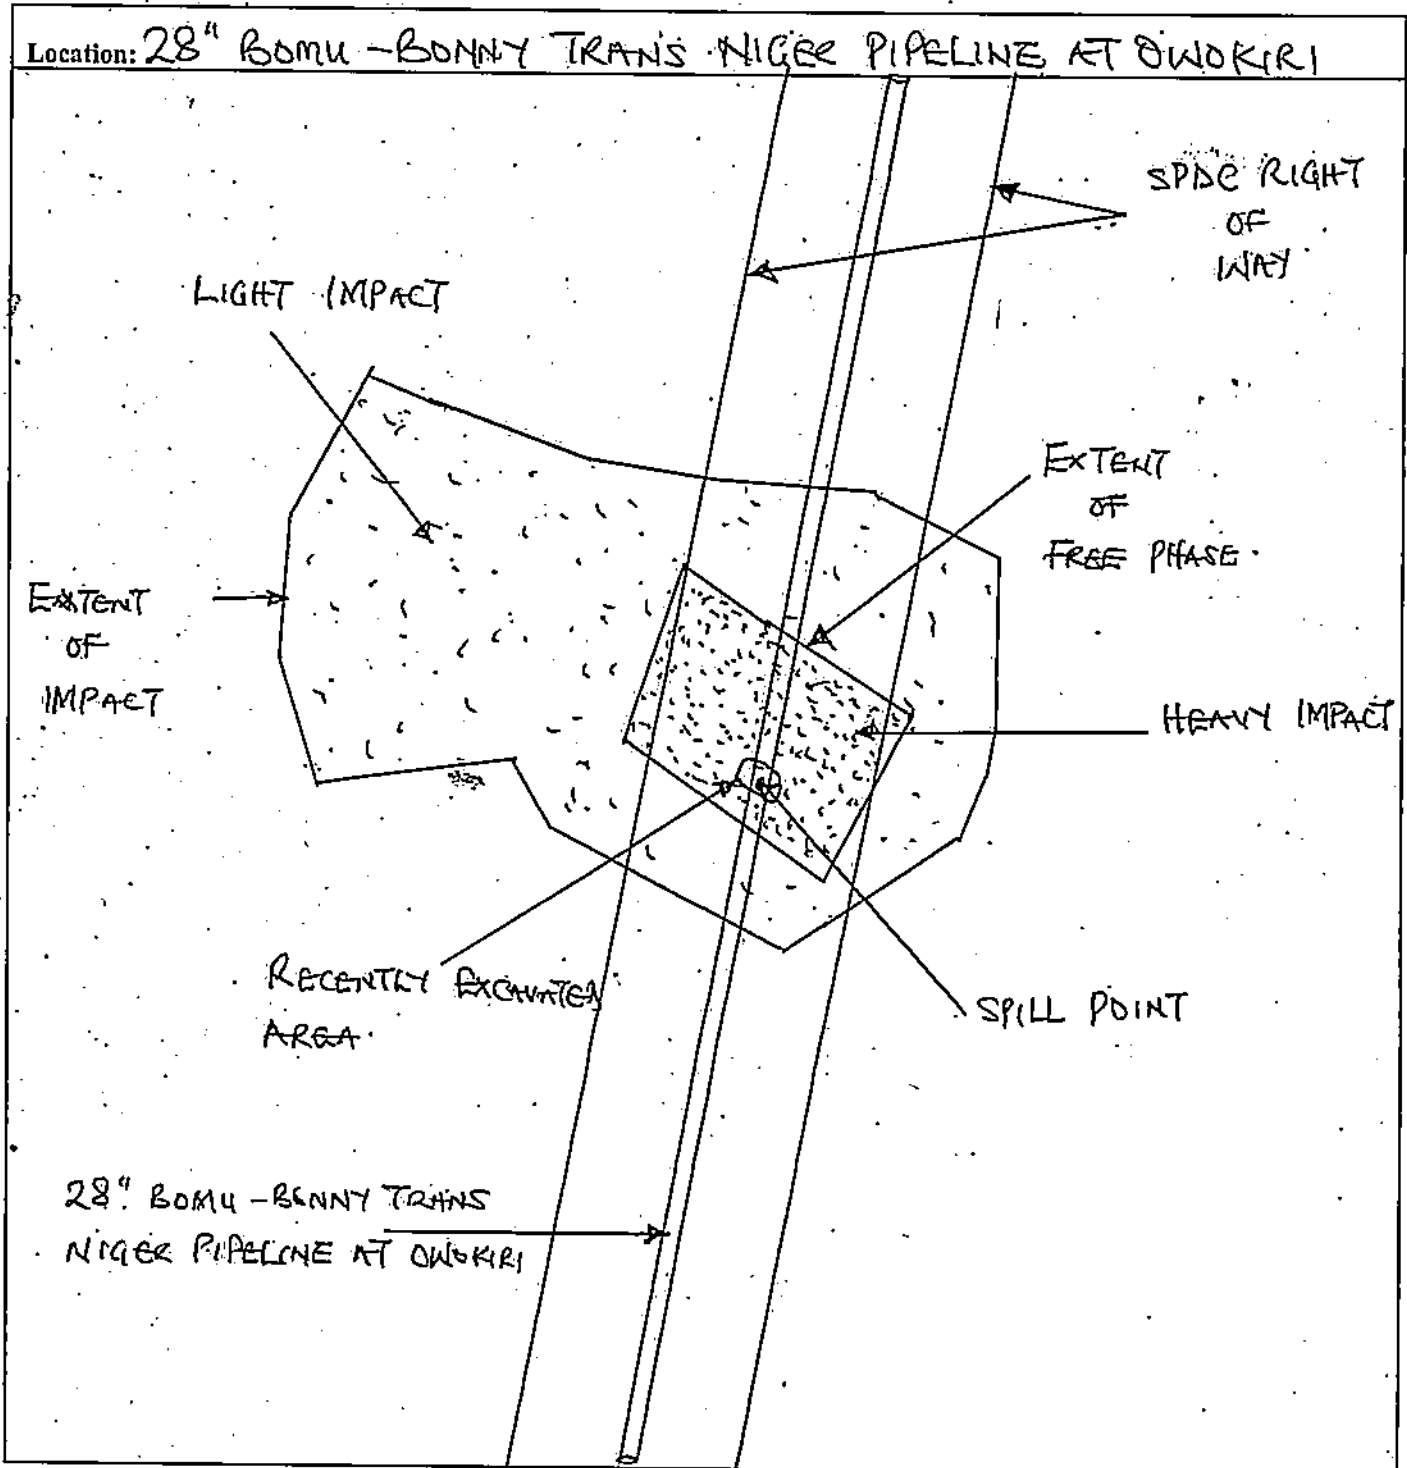 Location: 28" BOMU - BONNY TRANS NIGER PIPELINE AT OWOKIRI
SPDC RIGHT
OF
WAY
LIGHT IMPACT
EXTENT
OF
FREE PHASE.
EXTENT
OF
IMPACT
HEAVY IMPACT
RECENTLY EXCAVATED
AREA.
SPILL POINT
28" BOMU - BONNY TRANS
NIGER PIPELINE AT OWOKIRI